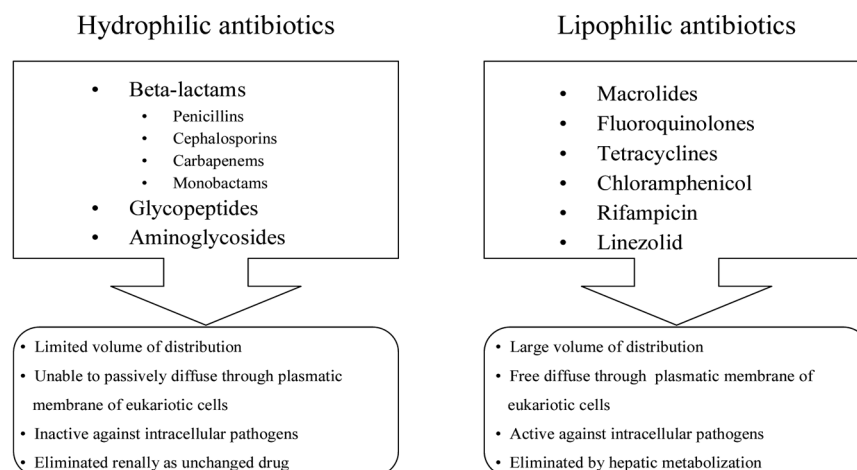 Hydrophilic antibiotics
• Beta-lactams
• Penicillins
• Cephalosporins
• Carbapenems
• Monobactams
• Glycopeptides
• Aminoglycosides
• Limited volume of distribution
• Unable to passively diffuse through plasmatic
membrane of eukariotic cells
• Inactive against intracellular pathogens
• Eliminated renally as unchanged drug
Lipophilic antibiotics
• Macrolides
• Fluoroquinolones
• Tetracyclines
• Chloramphenicol
• Rifampicin
• Linezolid
• Large volume of distribution
• Free diffuse through plasmatic membrane of
eukariotic cells
• Active against intracellular pathogens
• Eliminated by hepatic metabolization